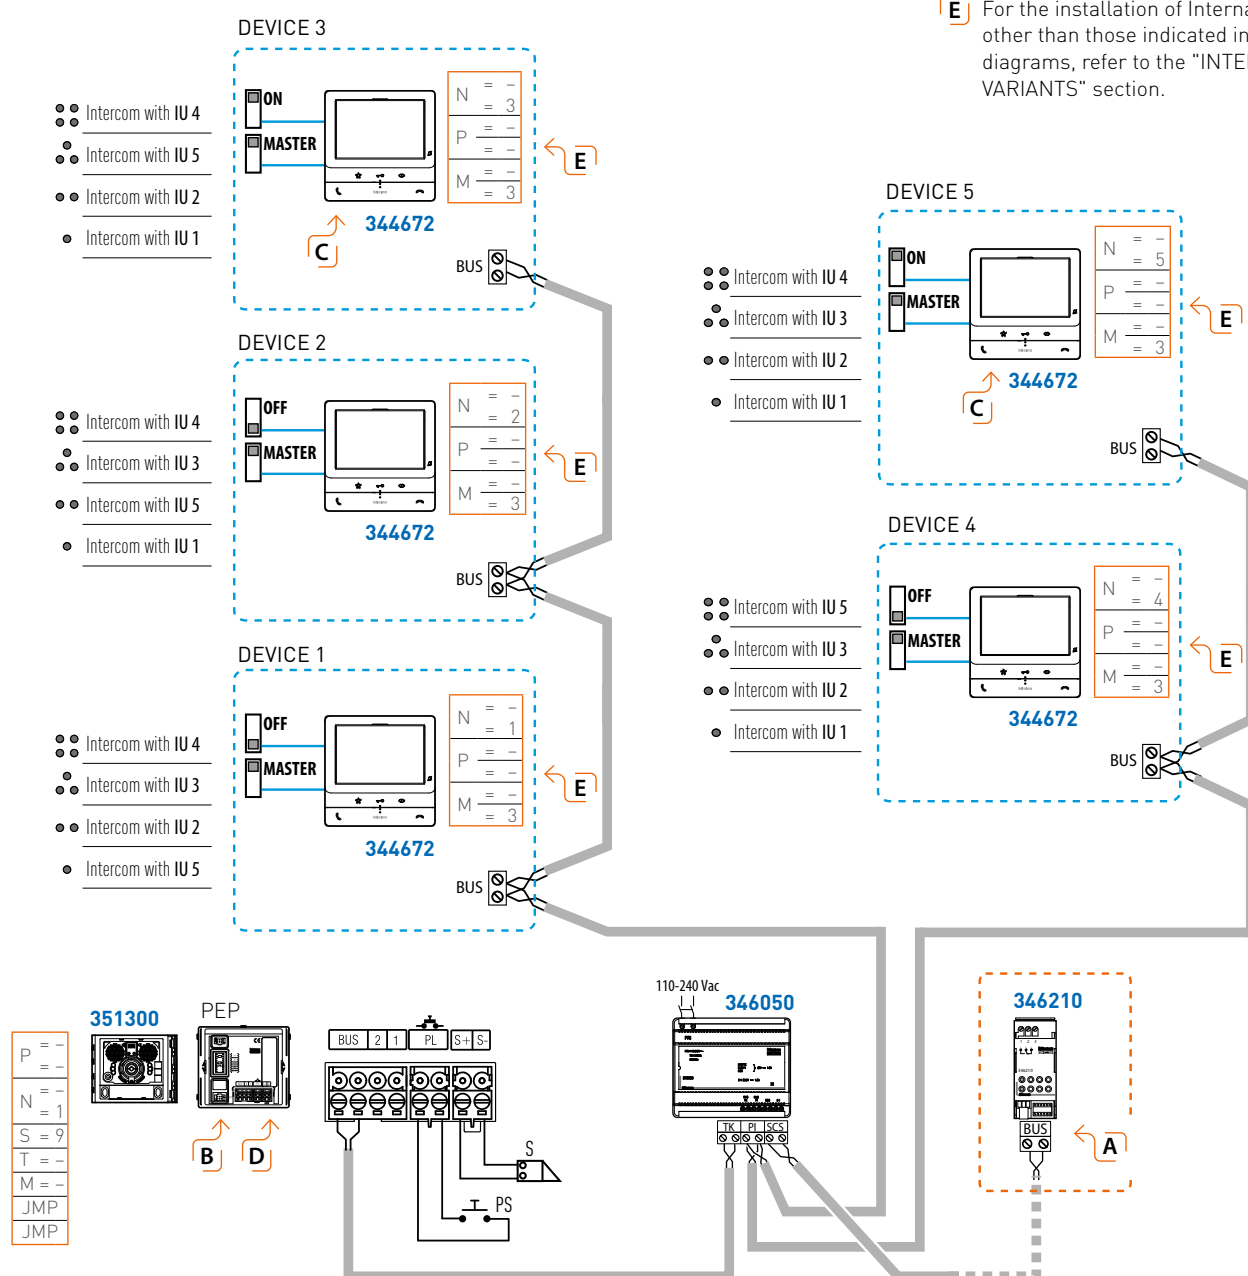 E For the installation of Interna
other than those indicated in
diagrams, refer to the "INTE
VARIANTS" section.
DEVICE 3
Intercom with IU 4
Intercom with IU 5
Intercom with IU 2
Intercom with IU 1
ON
MASTER
344672
C
N = –
= 3
P = –
= –
M = –
= 3
E
BUS
DEVICE 2
Intercom with IU 4
Intercom with IU 3
Intercom with IU 5
Intercom with IU 1
OFF
MASTER
344672
N = –
= 2
P = –
= –
M = –
= 3
E
BUS
DEVICE 1
Intercom with IU 4
Intercom with IU 3
Intercom with IU 2
Intercom with IU 5
OFF
MASTER
344672
N = –
= 1
P = –
= –
M = –
= 3
E
BUS
DEVICE 5
Intercom with IU 4
Intercom with IU 3
Intercom with IU 2
Intercom with IU 1
ON
MASTER
344672
C
N = –
= 5
P = –
= –
M = –
= 3
E
BUS
DEVICE 4
Intercom with IU 5
Intercom with IU 3
Intercom with IU 2
Intercom with IU 1
OFF
MASTER
344672
N = –
= 4
P = –
= –
M = –
= 3
E
BUS
P = –
= –
N = –
= 1
S = 9
T = –
M = –
JMP
JMP
351300
PEP
B
D
BUS 2 1 PL S+ S-
S
PS
110-240 Vac
346050
TK PI SCS
346210
1 2 3
346210
BUS
A